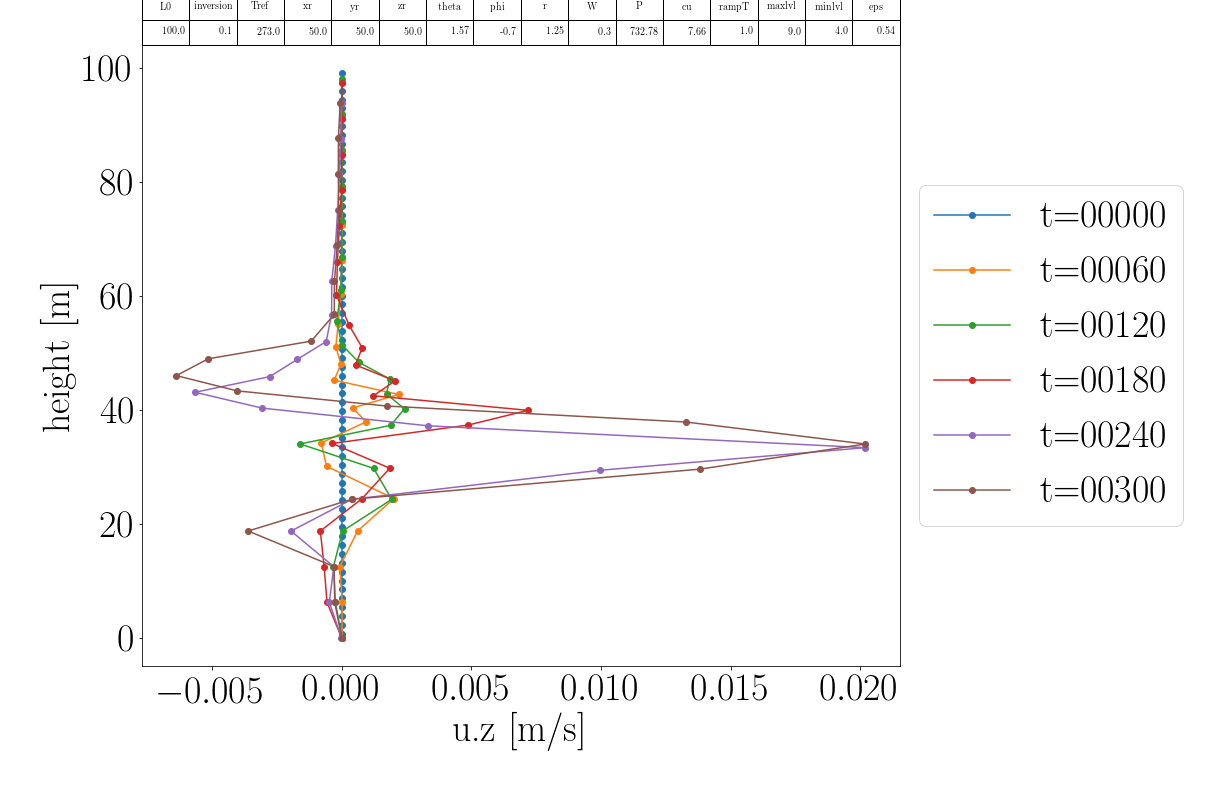 L0 inversion Tref xr yr zr theta phi r W P cu rampT maxlvl minlvl eps
100.0 0.1 273.0 50.0 50.0 50.0 1.57 -0.7 1.25 0.3 732.78 7.66 1.0 9.0 4.0 0.54
100
80
60
40
20
0
height [m]
−0.005 0.000 0.005 0.010 0.015 0.020
u.z [m/s]
t=00000
t=00060
t=00120
t=00180
t=00240
t=00300